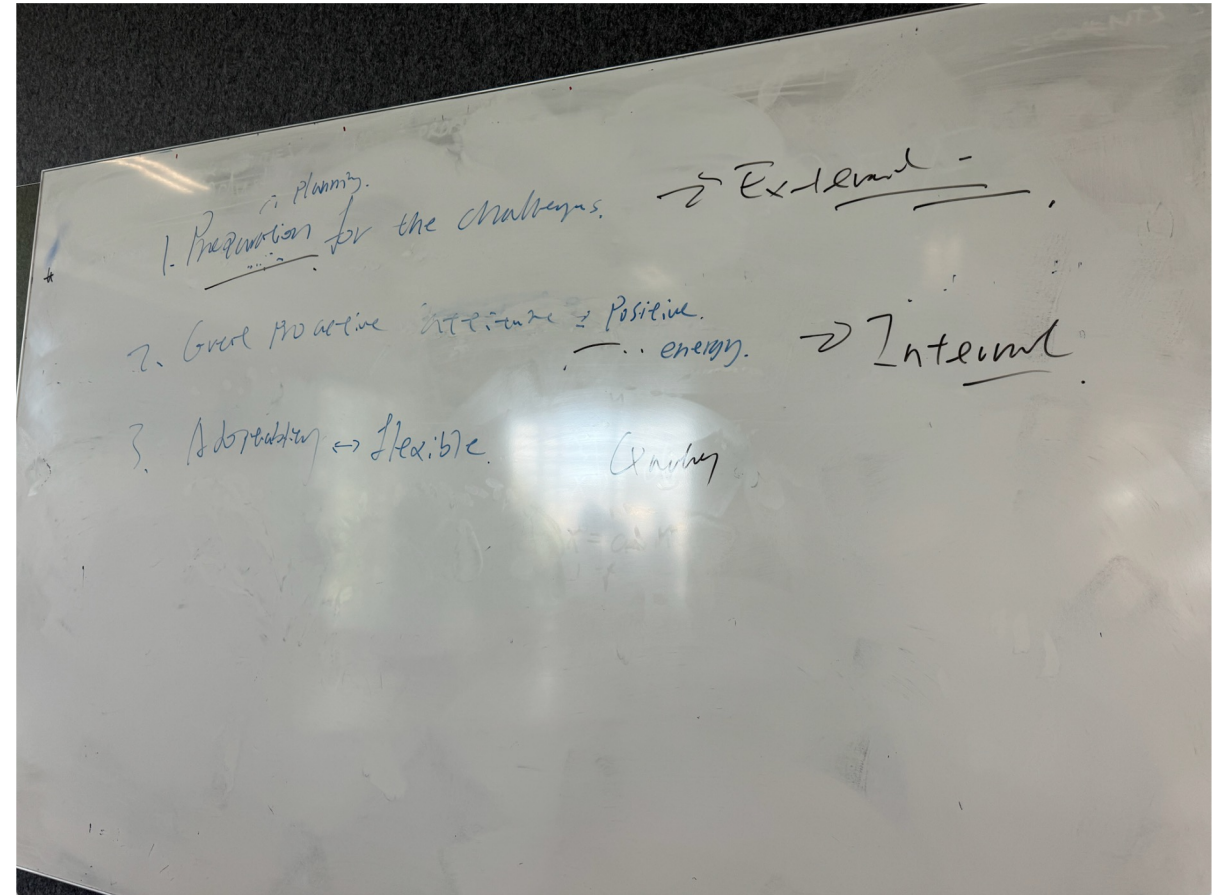 : Planning.
1. Preparation for the challenges. → External
2. Great proactive attitude : Positive energy. → Internal
3. Adaptability ↔ flexible